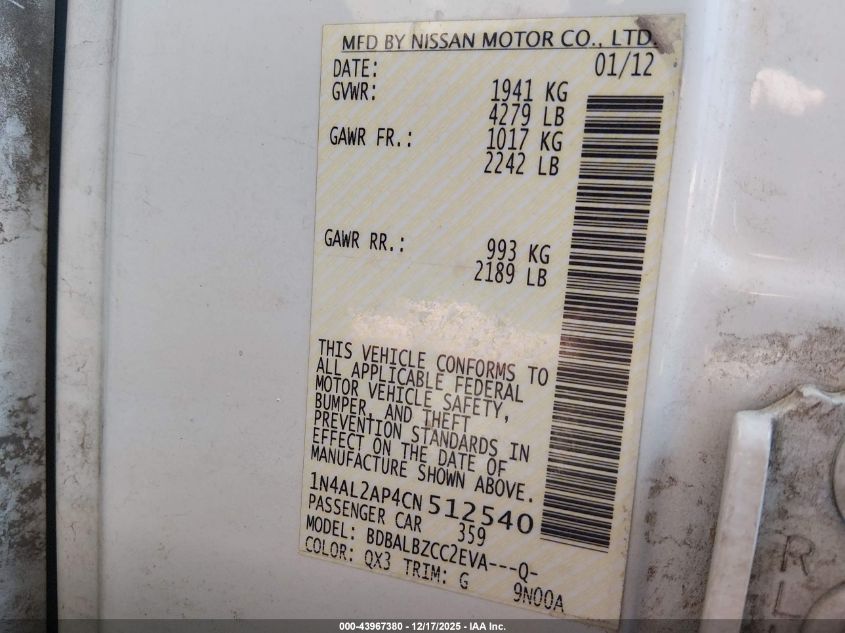 MFD BY NISSAN MOTOR CO., LTD.
DATE: 01/12
GVWR: 1941 KG
4279 LB
GAWR FR.: 1017 KG
2242 LB
GAWR RR.: 993 KG
2189 LB
THIS VEHICLE CONFORMS TO
ALL APPLICABLE FEDERAL
MOTOR VEHICLE SAFETY,
BUMPER, AND THEFT
PREVENTION STANDARDS IN
EFFECT ON THE DATE OF
MANUFACTURE SHOWN ABOVE.
1N4AL2AP4CN 512540
PASSENGER CAR 359
MODEL: BDBALBZCC2EVA---Q-
COLOR: QX3 TRIM: G 9N00A
R
L
000-43967380 - 12/17/2025 - IAA Inc.